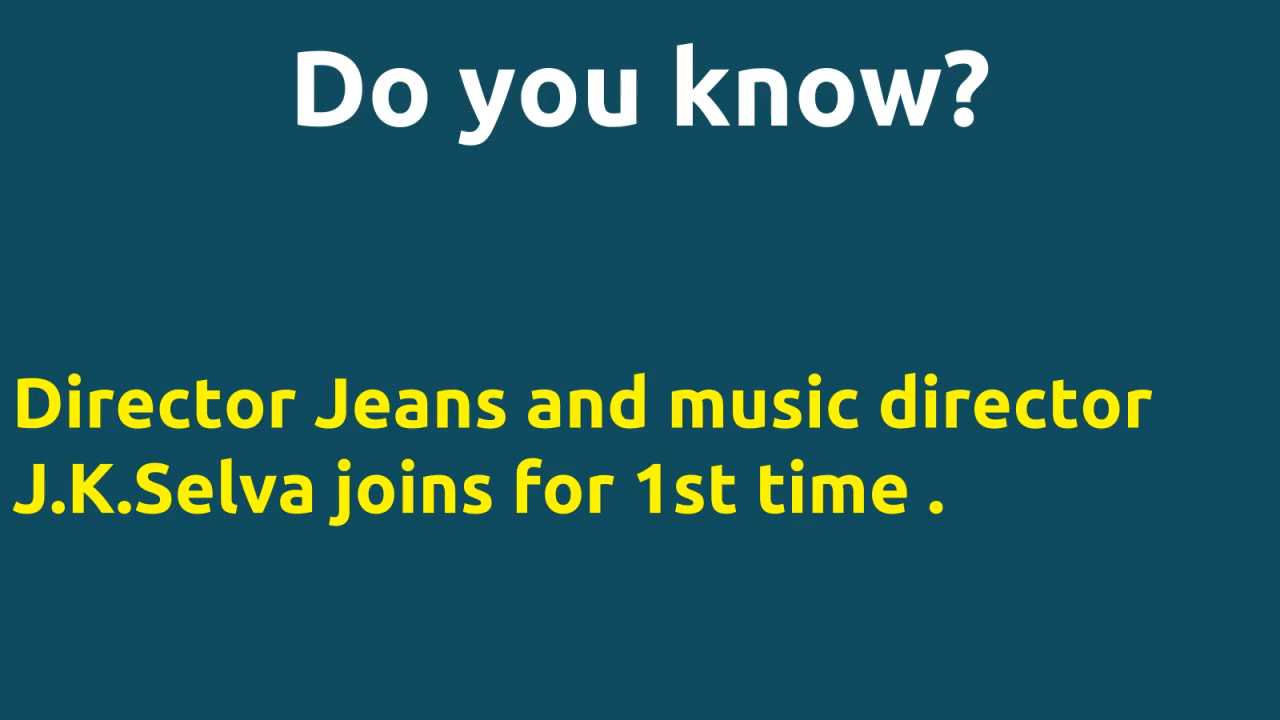 Do you know?
Director Jeans and music director
J.K.Selva joins for 1st time .